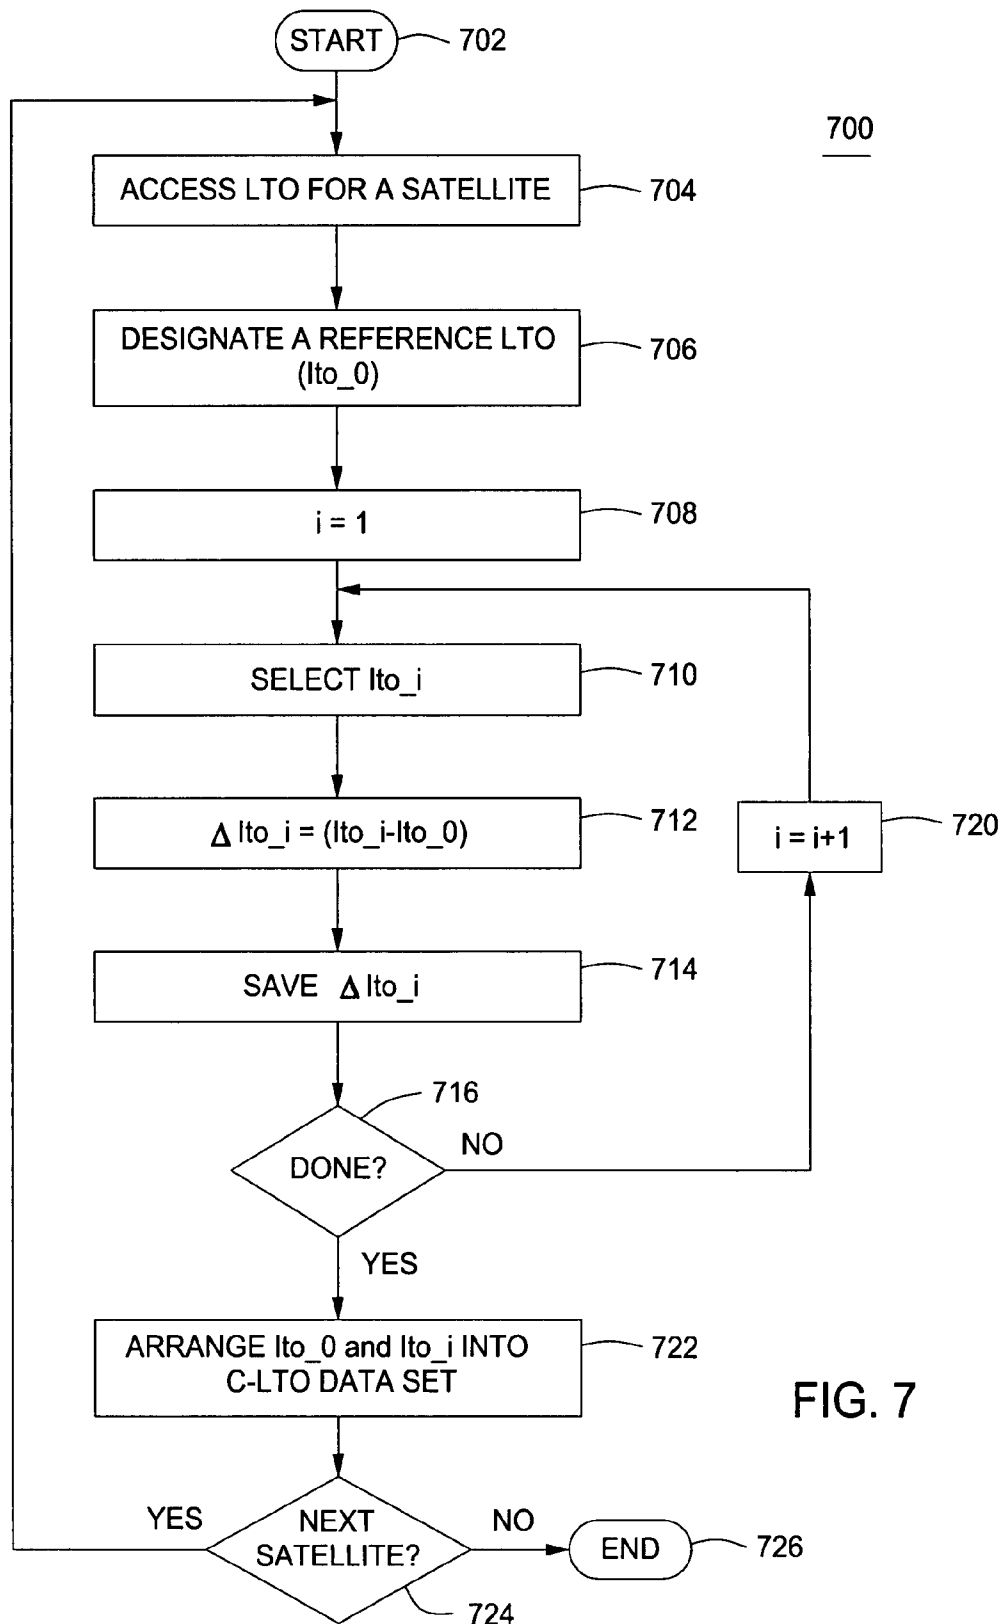 START
702
700
ACCESS LTO FOR A SATELLITE
704
DESIGNATE A REFERENCE LTO
(lto_0)
706
i = 1
708
SELECT lto_i
710
Δ lto_i = (lto_i-lto_0)
712
i = i+1
720
SAVE Δ lto_i
714
716
DONE?
NO
YES
ARRANGE lto_0 and lto_i INTO
C-LTO DATA SET
722
FIG. 7
YES
NEXT
SATELLITE?
NO
END
726
724